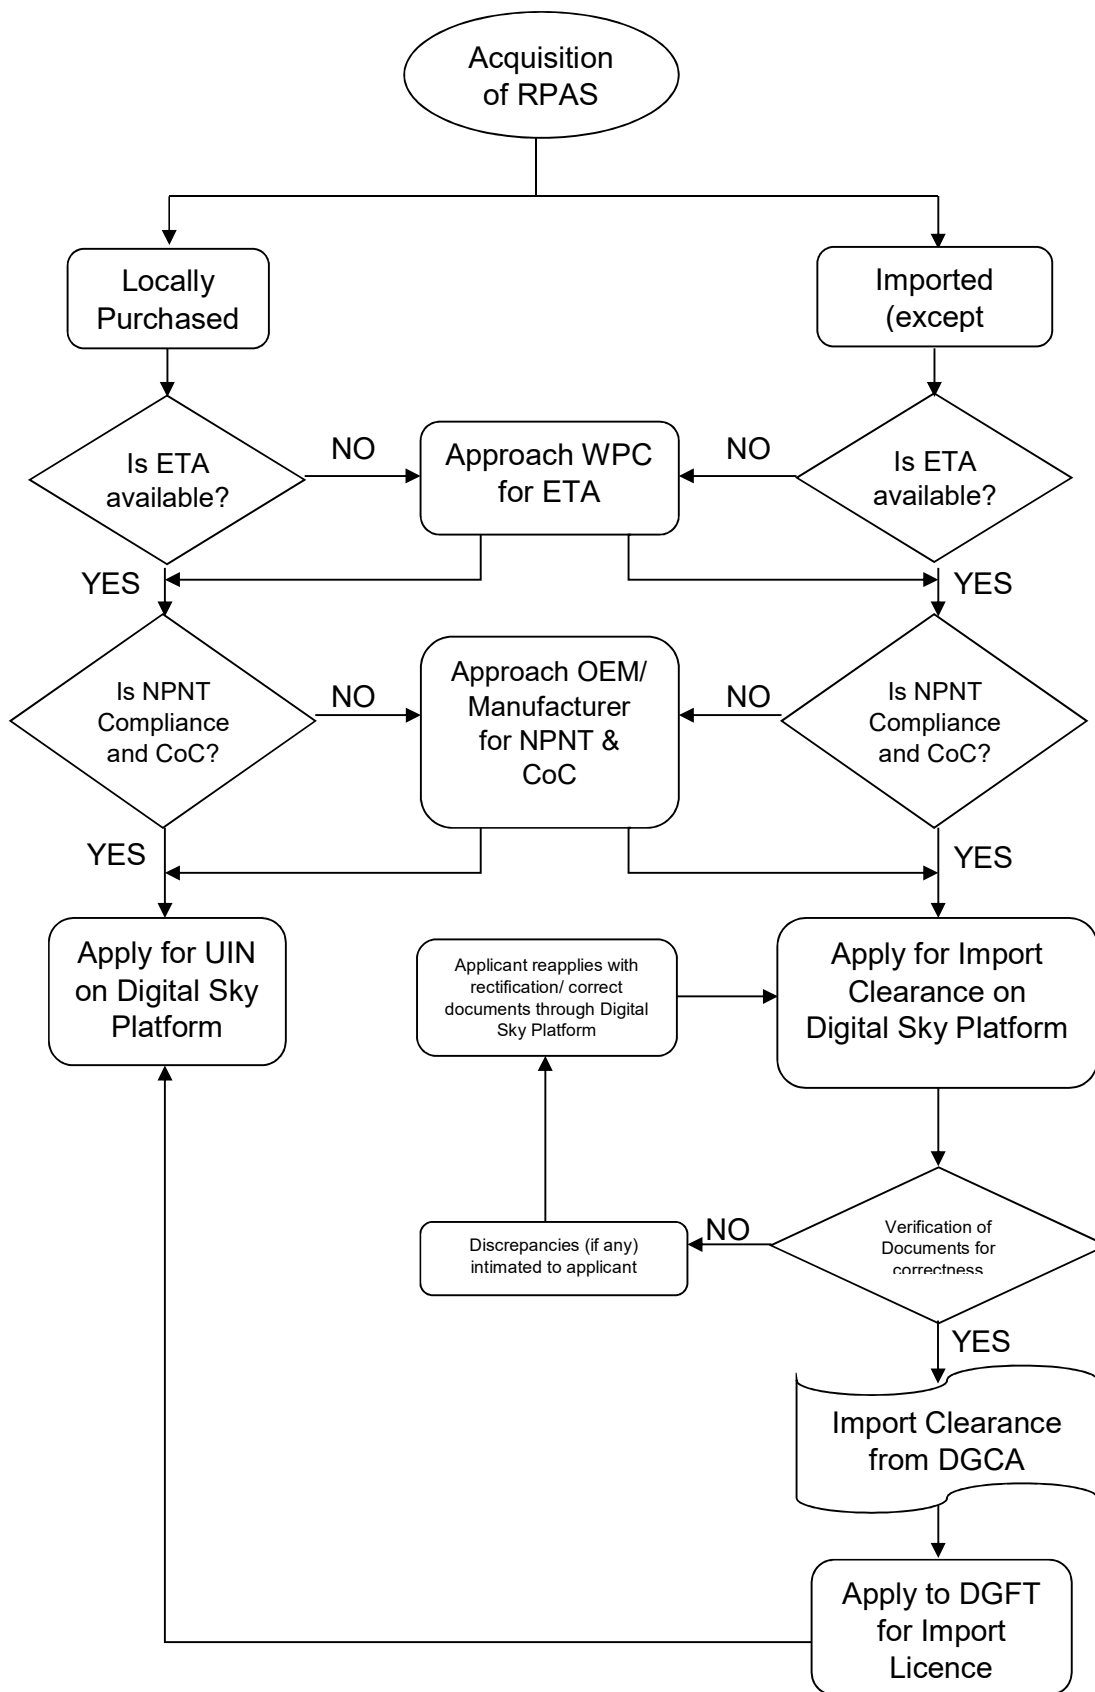 Acquisition
of RPAS
Locally
Purchased
Imported
(except
Is ETA
available?
NO
Approach WPC
for ETA
NO
Is ETA
available?
YES
YES
Is NPNT
Compliance
and CoC?
NO
Approach OEM/
Manufacturer
for NPNT &
CoC
NO
Is NPNT
Compliance
and CoC?
YES
YES
Apply for UIN
on Digital Sky
Platform
Applicant reapplies with
rectification/ correct
documents through Digital
Sky Platform
Apply for Import
Clearance on
Digital Sky Platform
Discrepancies (if any)
intimated to applicant
NO
Verification of
Documents for
correctness
YES
Import Clearance
from DGCA
Apply to DGFT
for Import
Licence